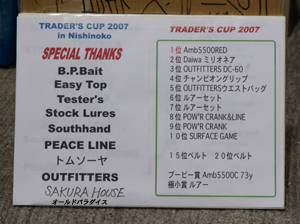 TRADER'S CUP 2007
in Nishinoko
SPECIAL THANKS
B.P.Bait
Easy Top
Tester's
Stock Lures
Southhand
PEACE LINE
トムソーヤ
OUTFITTERS
SAKURA HOUSE
オールドパラダイス
TRADER'S CUP 2007
1位 Amb5500RED
2位 Daiwa ミリオネア
3位 OUTFITTERS DC-60
4位 チャンピオングリップ
5位 OUTFITTERSウエストバッグ
6位 ルアーセット
7位 ルアーセット
8位 POW'R CRANK&LINE
9位 POW'R CRANK
10位 SURFACE GAME
15位ベルト 20位ベルト
ブービー賞 Amb5500C 73y
極小賞 ルアー